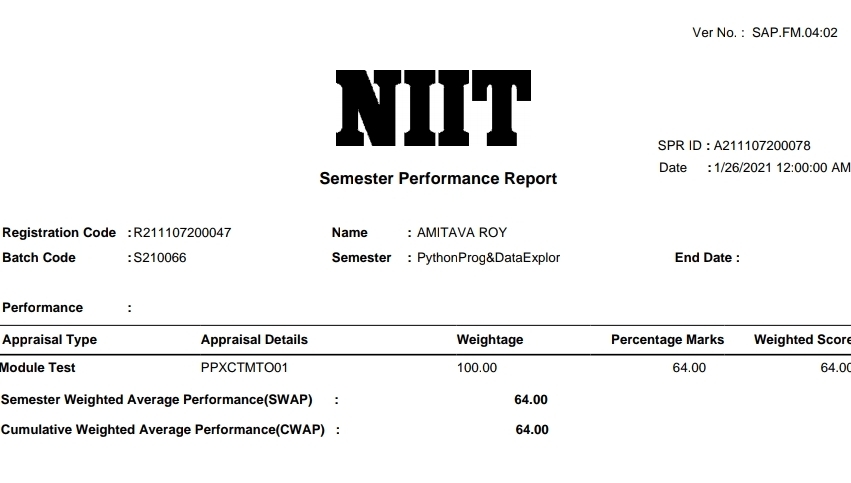 Ver No. : SAP.FM.04:02
NIIT
SPR ID : A211107200078
Semester Performance Report
Date : 1/26/2021 12:00:00 AM
Registration Code : R211107200047 Name : AMITAVA ROY
Batch Code : S210066 Semester : PythonProg&DataExplor End Date :
Performance :
Appraisal Type Appraisal Details Weightage Percentage Marks Weighted Score
Module Test PPXCTMTO01 100.00 64.00 64.00
Semester Weighted Average Performance(SWAP) : 64.00
Cumulative Weighted Average Performance(CWAP) : 64.00